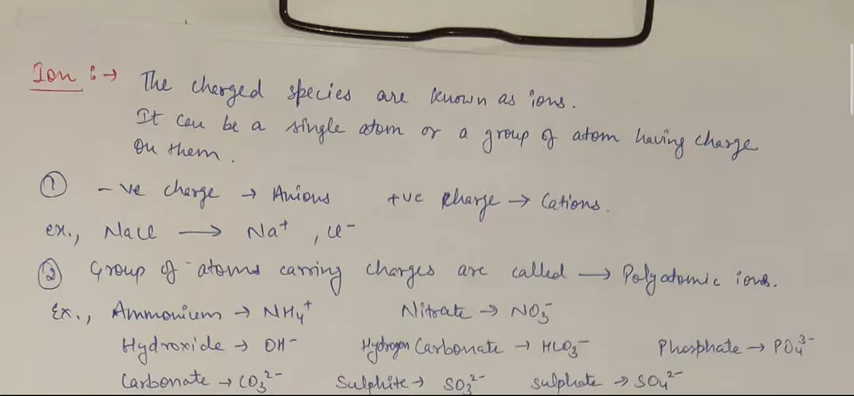 Ion :→ The charged species are known as ions.
It can be a single atom or a group of atom having charge
on them.
① -ve charge → Anions +ve charge → Cations.
ex., NaCl → Na⁺, Cl⁻
② Group of atoms carring charges are called → Polyatomic ions.
Ex., Ammonium → NH₄⁺ Nitrate → NO₃⁻
Hydroxide → OH⁻ Hydrogen Carbonate → HCO₃⁻ Phosphate → PO₄³⁻
Carbonate → CO₃²⁻ Sulphite → SO₃²⁻ Sulphate → SO₄²⁻